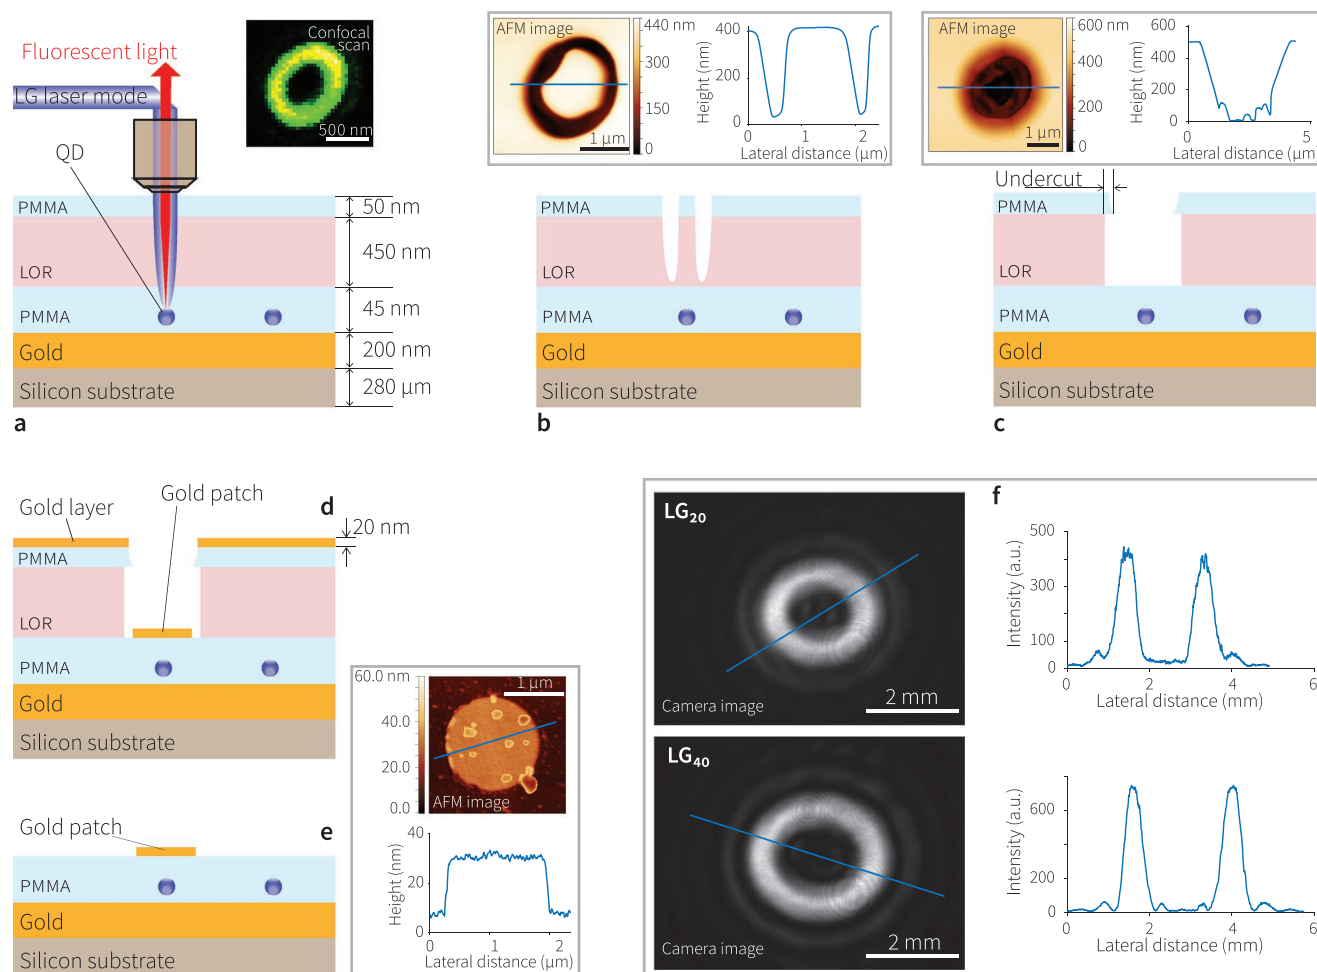 Fluorescent light
LG laser mode
QD
Confocal
scan
500 nm
PMMA
LOR
PMMA
Gold
Silicon substrate
50 nm
450 nm
45 nm
200 nm
280 µm
a
AFM image
1 µm
440 nm
300
150
0
Height (nm)
400
200
0
0
1
2
Lateral distance (µm)
PMMA
LOR
PMMA
Gold
Silicon substrate
b
AFM image
1 µm
600 nm
400
200
0
Height (nm)
600
400
200
0
0
5
Lateral distance (µm)
Undercut
PMMA
LOR
PMMA
Gold
Silicon substrate
c
Gold patch
Gold layer
d
20 nm
PMMA
LOR
PMMA
Gold
Silicon substrate
Gold patch
e
PMMA
Gold
Silicon substrate
60.0 nm
40.0
20.0
0.0
1 µm
AFM image
Height (nm)
40
20
0
0
1
2
Lateral distance (µm)
f
LG20
2 mm
Camera image
Intensity (a.u.)
500
300
100
0
0
2
4
6
Lateral distance (mm)
LG40
2 mm
Camera image
Intensity (a.u.)
600
200
0
0
2
4
6
Lateral distance (mm)